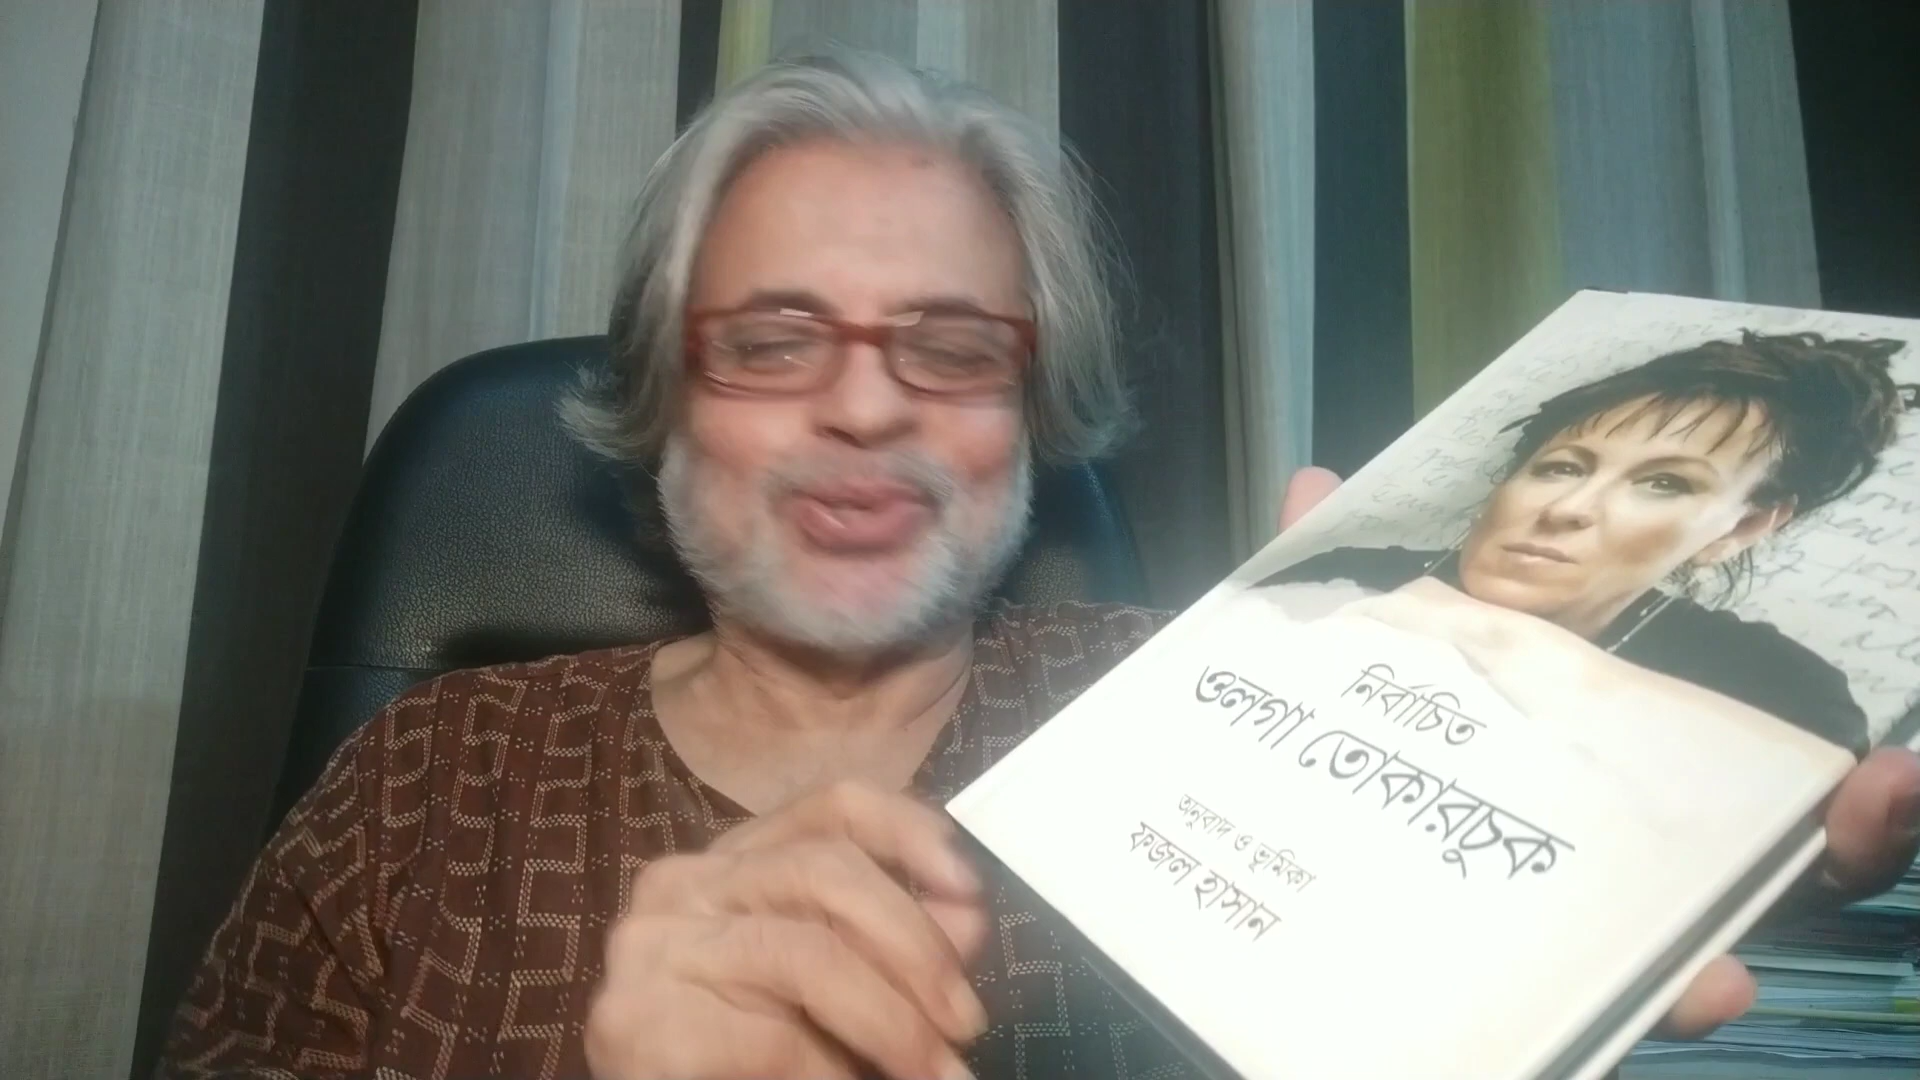 নির্বাচিত
ওলগা তোকারচুক
অনুবাদ ও ভূমিকা
ফজল হাসান